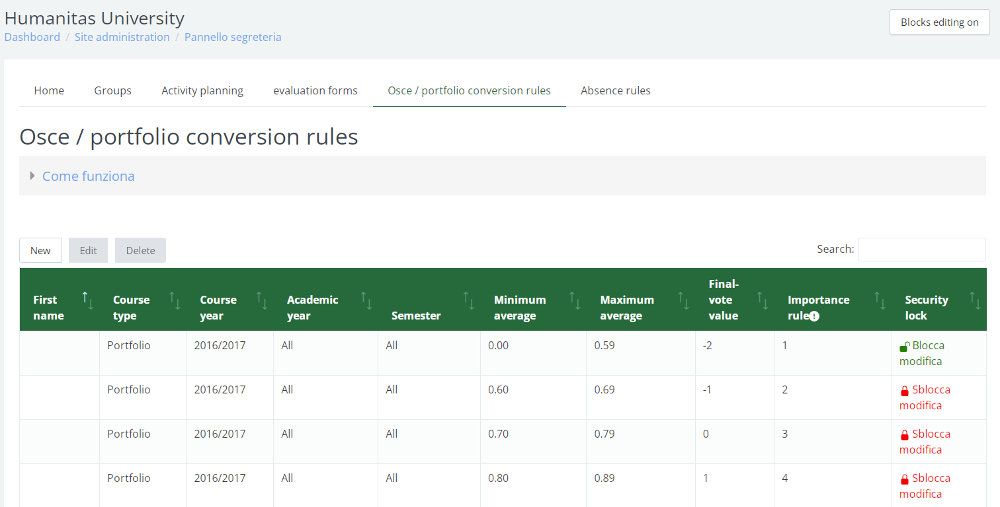 Humanitas University
Blocks editing on
Dashboard / Site administration / Pannello segreteria
Home Groups Activity planning evaluation forms Osce / portfolio conversion rules Absence rules
Osce / portfolio conversion rules
Come funziona
New Edit Delete Search:
First name Course type Course year Academic year Semester Minimum average Maximum average Final-vote value Importance rule Security lock
Portfolio 2016/2017 All All 0.00 0.59 -2 1 Blocca modifica
Portfolio 2016/2017 All All 0.60 0.69 -1 2 Sblocca modifica
Portfolio 2016/2017 All All 0.70 0.79 0 3 Sblocca modifica
Portfolio 2016/2017 All All 0.80 0.89 1 4 Sblocca modifica